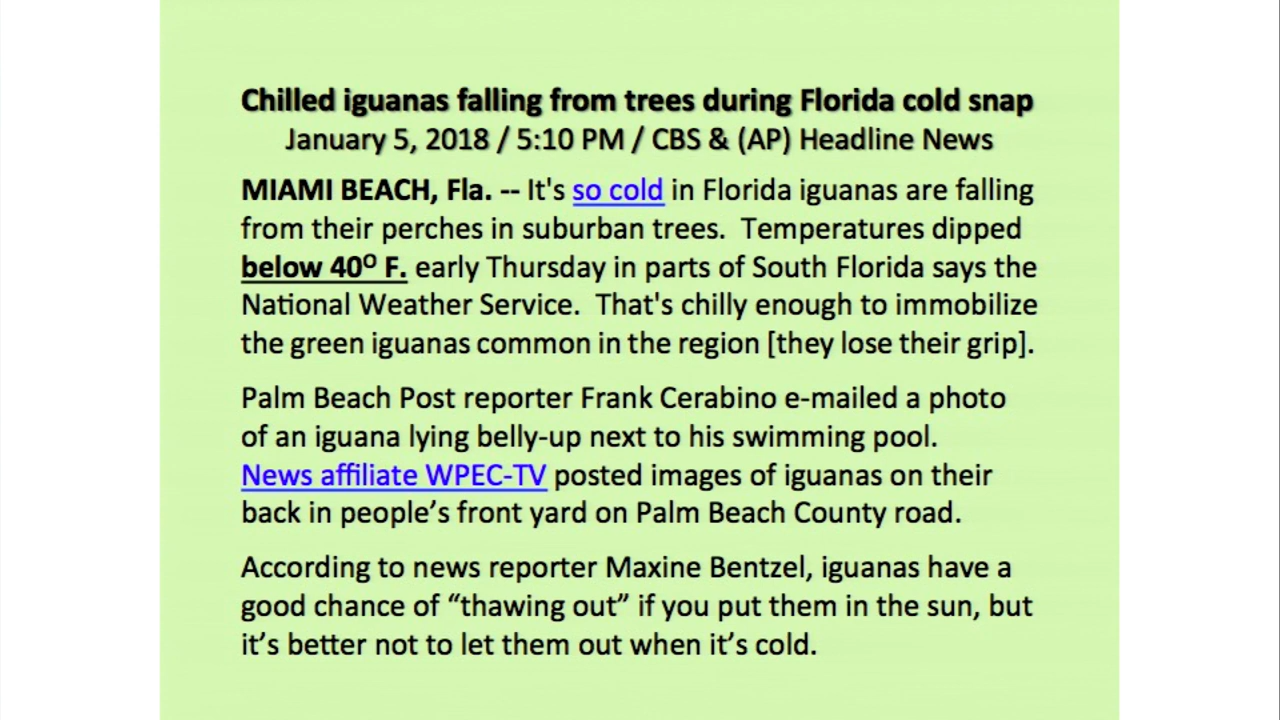 Chilled iguanas falling from trees during Florida cold snap
January 5, 2018 / 5:10 PM / CBS & (AP) Headline News
MIAMI BEACH, Fla. -- It's so cold in Florida iguanas are falling
from their perches in suburban trees.  Temperatures dipped
below 40⁰ F. early Thursday in parts of South Florida says the
National Weather Service.  That's chilly enough to immobilize
the green iguanas common in the region [they lose their grip].
Palm Beach Post reporter Frank Cerabino e-mailed a photo
of an iguana lying belly-up next to his swimming pool.
News affiliate WPEC-TV posted images of iguanas on their
back in people’s front yard on Palm Beach County road.
According to news reporter Maxine Bentzel, iguanas have a
good chance of “thawing out” if you put them in the sun, but
it’s better not to let them out when it’s cold.